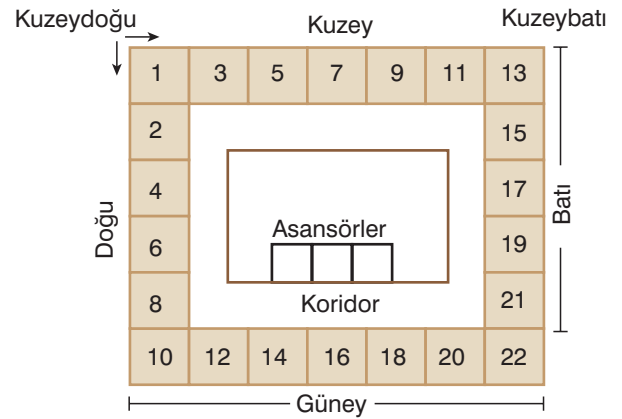 Kuzeydoğu Kuzey Kuzeybatı
1 3 5 7 9 11 13
2 15
4 17
6 19
8 21
10 12 14 16 18 20 22
Doğu
Batı
Asansörler
Koridor
Güney